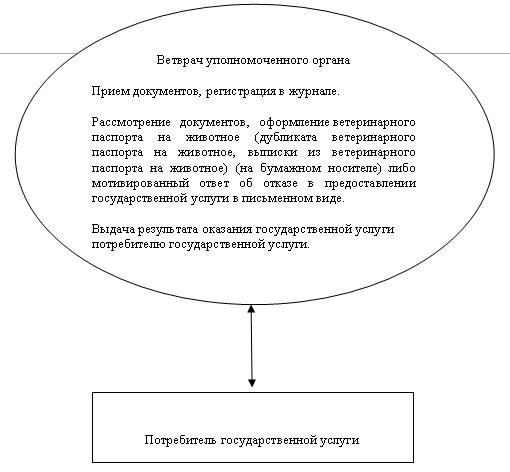 Ветврач уполномоченного органа
Прием документов, регистрация в журнале.
Рассмотрение документов, оформление ветеринарного
паспорта на животное (дубликата ветеринарного
паспорта на животное, выписки из ветеринарного
паспорта на животное) (на бумажном носителе) либо
мотивированный ответ об отказе в предоставлении
государственной услуги в письменном виде.
Выдача результата оказания государственной услуги
потребителю государственной услуги.
Потребитель государственной услуги